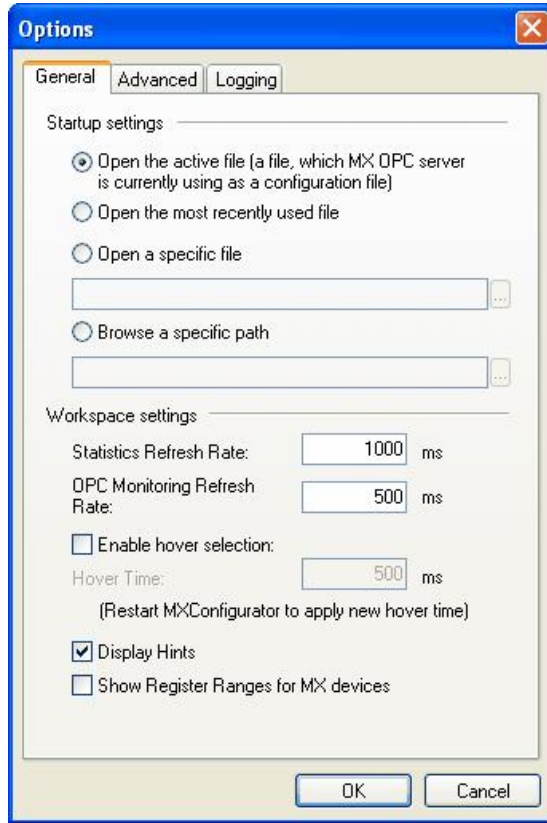 Options
General Advanced Logging
Startup settings
Open the active file (a file, which MX OPC server
is currently using as a configuration file)
Open the most recently used file
Open a specific file
...
Browse a specific path
...
Workspace settings
Statistics Refresh Rate: 1000 ms
OPC Monitoring Refresh
Rate: 500 ms
Enable hover selection:
Hover Time: 500 ms
(Restart MXConfigurator to apply new hover time)
Display Hints
Show Register Ranges for MX devices
OK Cancel